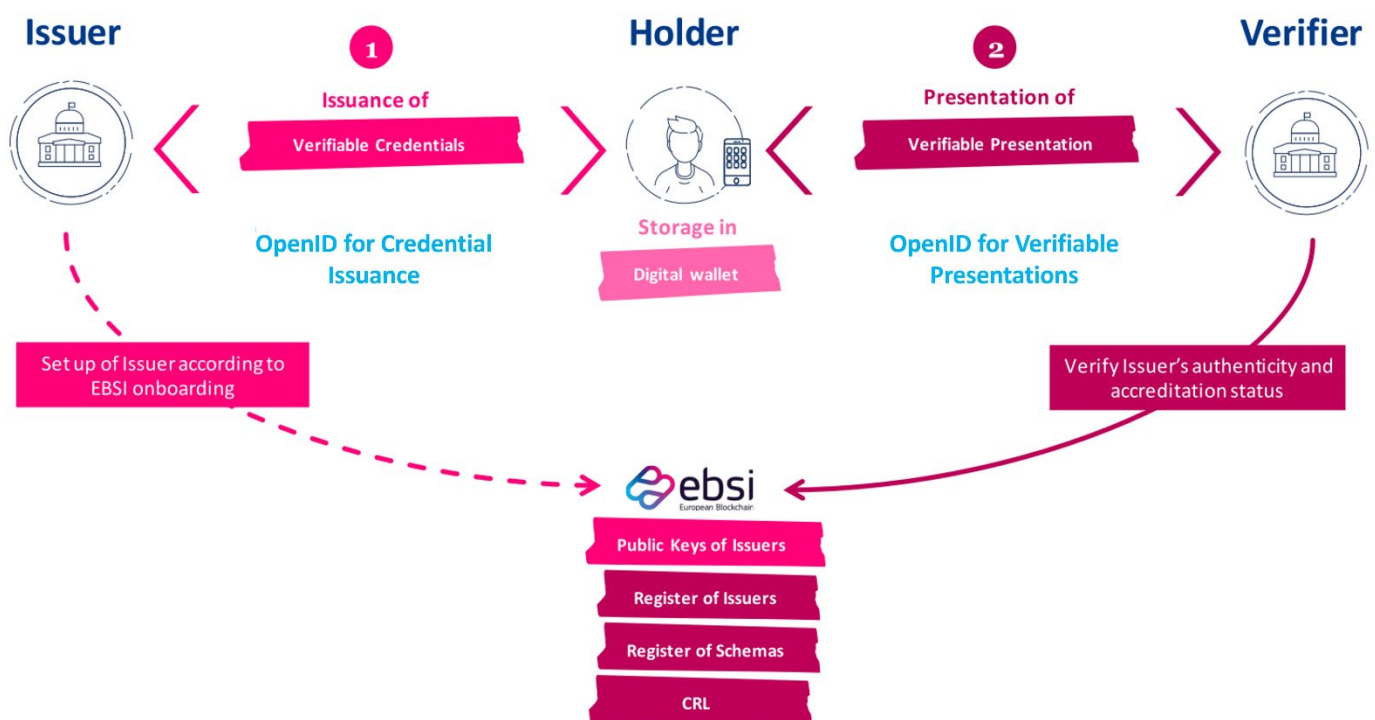 Issuer
1
Issuance of
Verifiable Credentials
OpenID for Credential
Issuance
Holder
Storage in
Digital wallet
2
Presentation of
Verifiable Presentation
OpenID for Verifiable
Presentations
Verifier
Set up of Issuer according to
EBSI onboarding
Verify Issuer’s authenticity and
accreditation status
ebsi
European Blockchain
Public Keys of Issuers
Register of Issuers
Register of Schemas
CRL